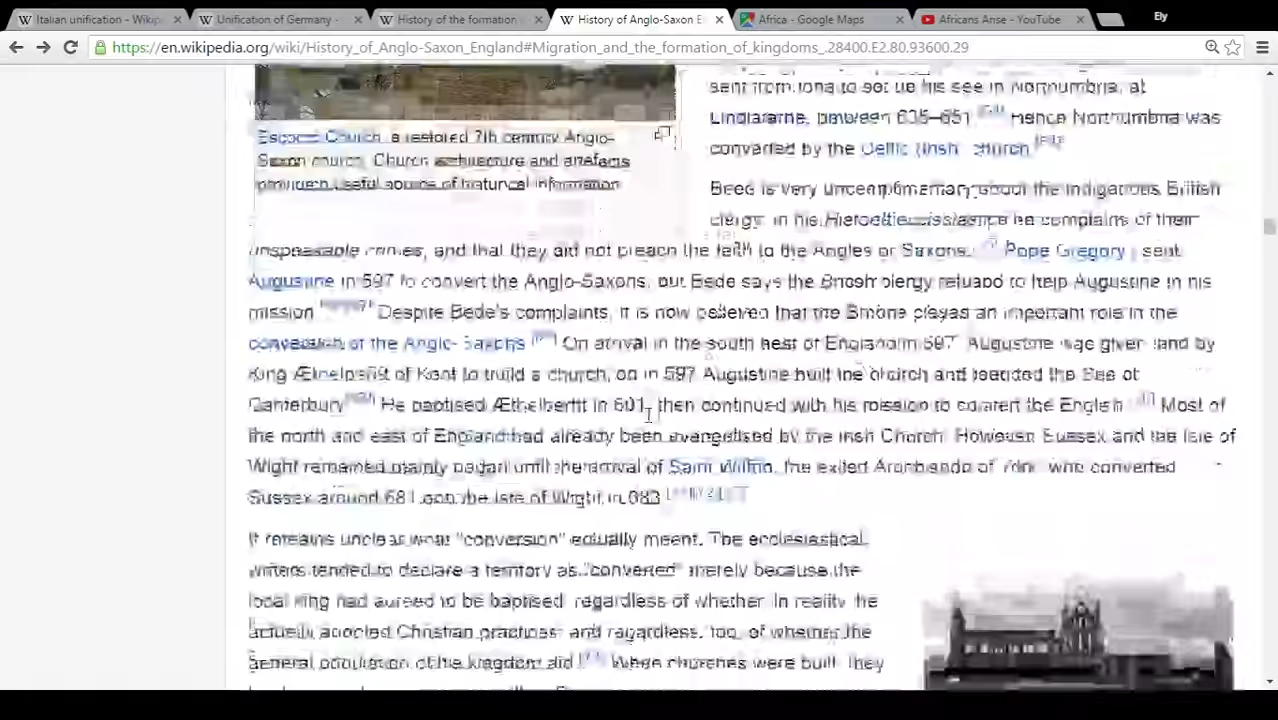 Italian unification - Wikip
Unification of Germany -
History of the formation
History of Anglo-Saxon E
Africa - Google Maps
Africans Anse - YouTube
Ely
https://en.wikipedia.org/wiki/History_of_Anglo-Saxon_England#Migration_and_the_formation_of_kingdoms_.28400.E2.80.93600.29
sent from Iona to set up his see in Northumbria, at
Lindisfarne, between 635–651. Hence Northumbria was
converted by the Celtic (Irish) church.
Escomb Church, a restored 7th century Anglo-
Saxon church. Church architecture and artefacts
provide a useful source of historical information
Bede is very uncomplimentary about the indigenous British
clergy: in his he complains of their
unspeakable crimes, and that they did not preach the faith to the Angles or Saxons. Pope Gregory sent
Augustine in 597 to convert the Anglo-Saxons, but Bede says the British clergy refused to help Augustine in his
mission. Despite Bede's complaints, it is now believed that the Britons played an important role in the
conversion of the Anglo-Saxons. On arrival in the south east of England in 597, Augustine was given land by
King Æthelberht of Kent to build a church; so in 597 Augustine built the church and founded the See at
Canterbury. He baptised Æthelberht in 601, then continued with his mission to convert the English. Most of
the north and east of England had already been evangelised by the Irish Church. However, Sussex and the Isle of
Wight remained mainly pagan until the arrival of Saint Wilfrid, the exiled Archbishop of York, who converted
Sussex around 681 and the Isle of Wight in 683.
It remains unclear what "conversion" actually meant. The ecclesiastical
writers tended to declare a territory as "converted" merely because the
local king had agreed to be baptised, regardless of whether, in reality, he
actually adopted Christian practices; and regardless, too, of whether the
general population of his kingdom did. When churches were built, they